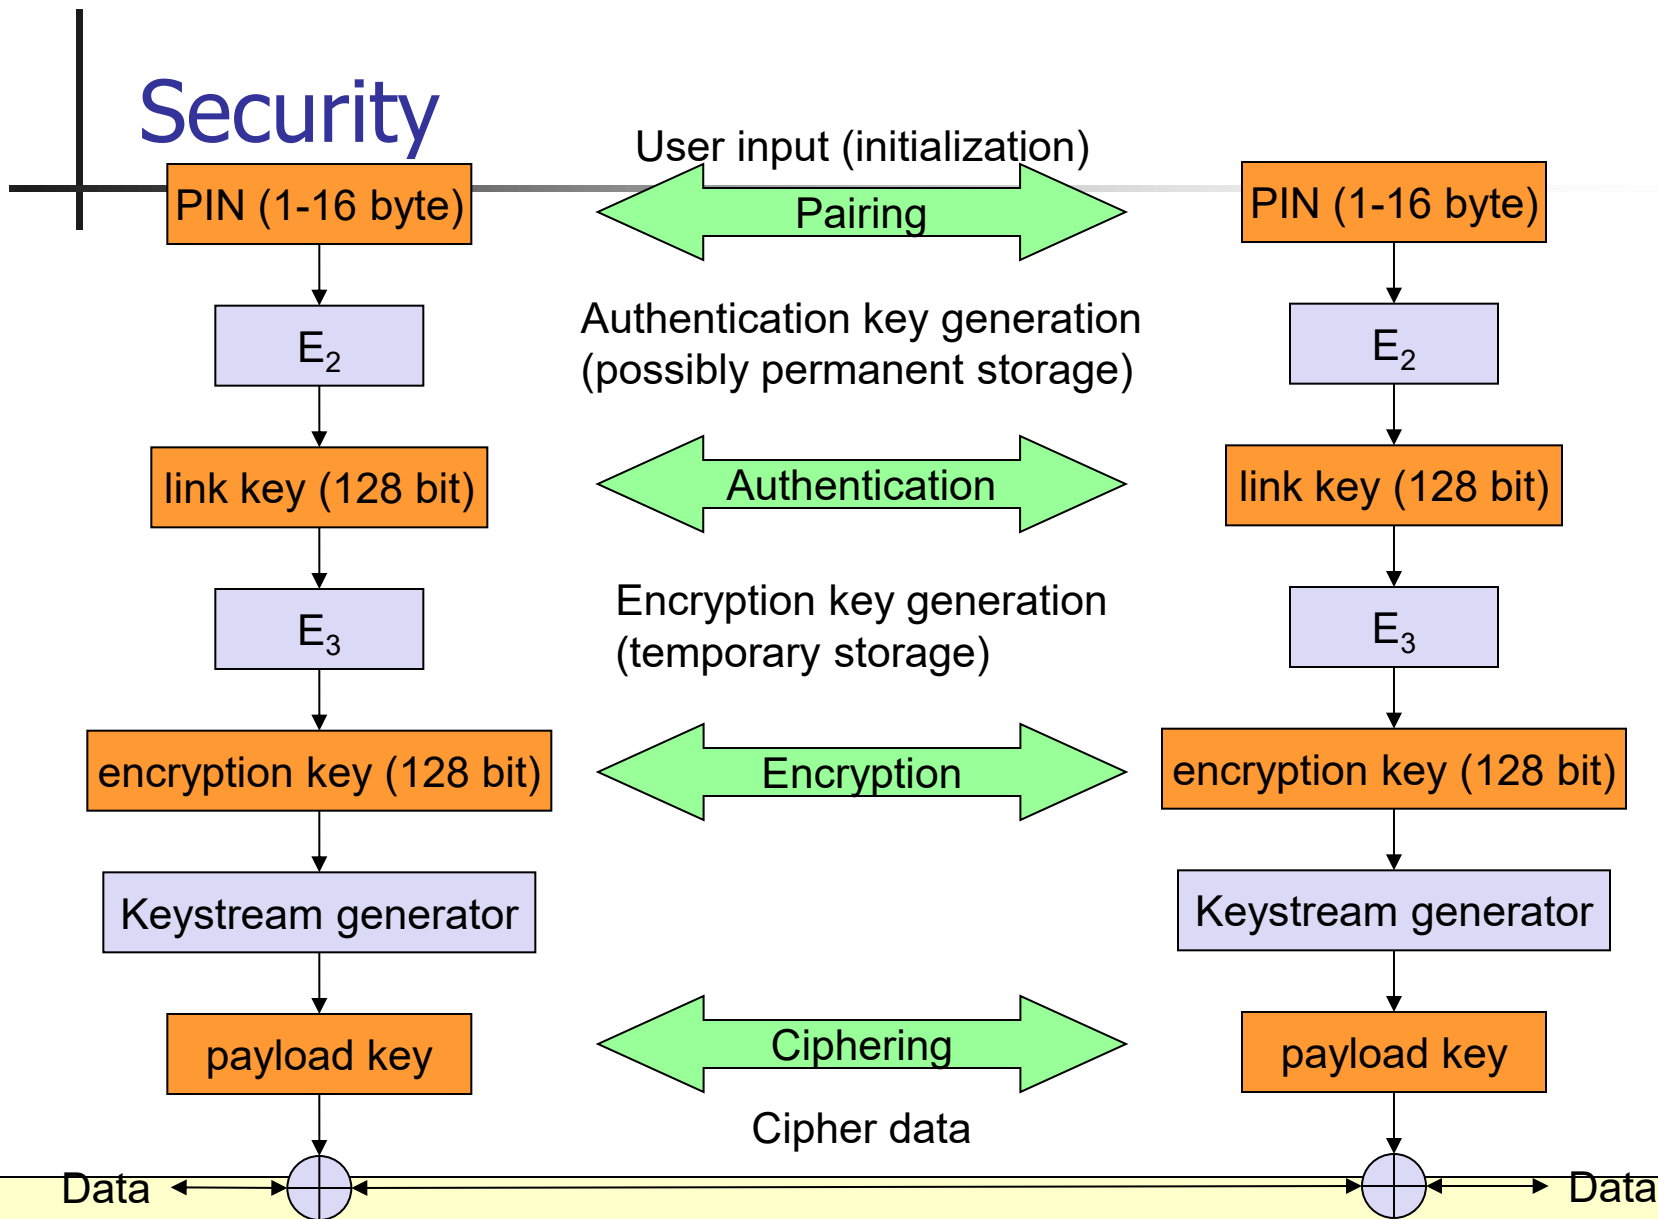 Security
User input (initialization)
PIN (1-16 byte)
Pairing
PIN (1-16 byte)
E2
Authentication key generation
(possibly permanent storage)
E2
link key (128 bit)
Authentication
link key (128 bit)
E3
Encryption key generation
(temporary storage)
E3
encryption key (128 bit)
Encryption
encryption key (128 bit)
Keystream generator
Keystream generator
payload key
Ciphering
payload key
Cipher data
Data
Data